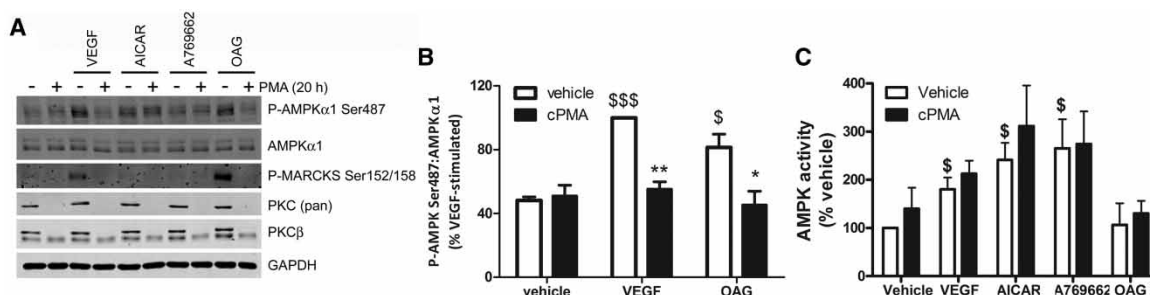 A
VEGF
AICAR
A769662
OAG
- + - + - + - + - + PMA (20 h)
P-AMPKα1 Ser487
AMPKα1
P-MARCKS Ser152/158
PKC (pan)
PKCβ
GAPDH
B
P-AMPK Ser487:AMPKα1
(% VEGF-stimulated)
120
80
40
0
vehicle
cPMA
$$$
**
$
*
vehicle VEGF OAG
C
AMPK activity
(% vehicle)
400
300
200
100
0
Vehicle
cPMA
$
$
$
Vehicle VEGF AICAR A769662 OAG